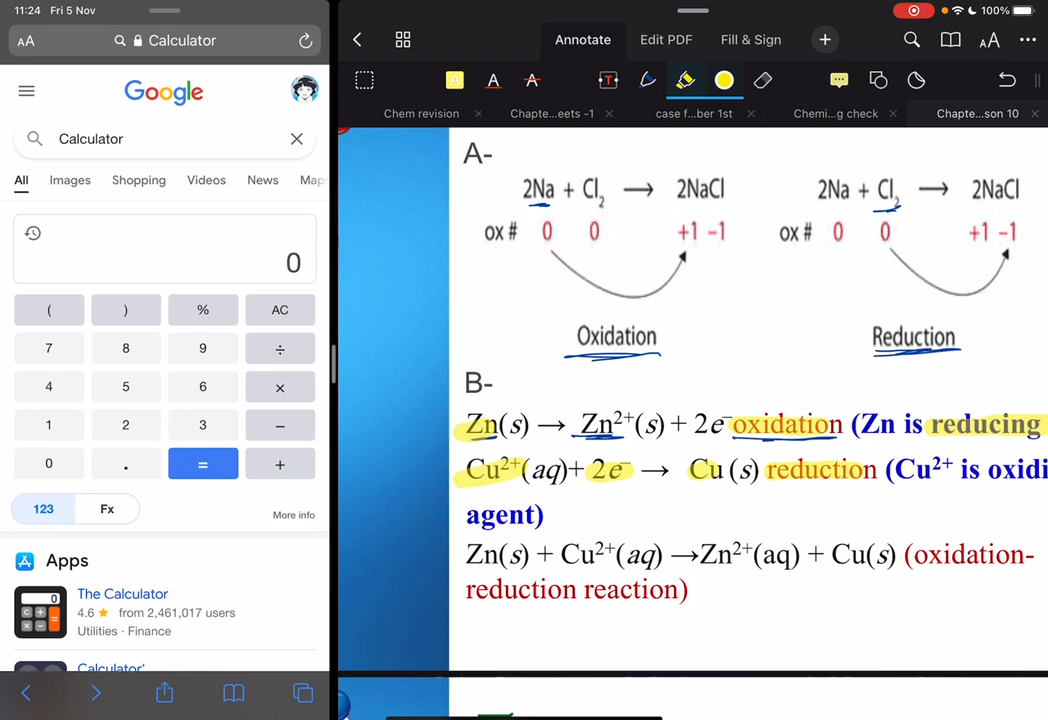 11:24 Fri 5 Nov
100%
AA
Calculator
Google
Calculator
All Images Shopping Videos News Map
0
( ) % AC
7 8 9 ÷
4 5 6 ×
1 2 3 −
0 . = +
123 Fx
More info
Apps
The Calculator
4.6 ★ from 2,461,017 users
Utilities · Finance
Calculator'
Annotate Edit PDF Fill & Sign
AA
A A A T
Chem revision × Chapte...eets -1 × case f...ber 1st × Chemi...g check × Chapte...son 10 ×
A-
2Na + Cl₂ → 2NaCl
ox # 0 0 +1 −1
Oxidation
2Na + Cl₂ → 2NaCl
ox # 0 0 +1 −1
Reduction
B-
Zn(s) → Zn²⁺(s) + 2e⁻ oxidation (Zn is reducing
Cu²⁺(aq)+ 2e⁻ → Cu (s) reduction (Cu²⁺ is oxidi
agent)
Zn(s) + Cu²⁺(aq) →Zn²⁺(aq) + Cu(s) (oxidation-
reduction reaction)